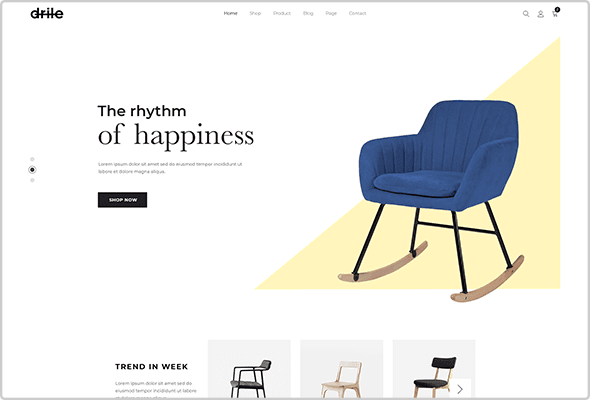 drile
Home Shop Product Blog Page Contact
2
The rhythm
of happiness
Lorem ipsum dolor sit amet sed do eiusmod tempor incididunt ut
labore et dolore magna aliqua.
SHOP NOW
TREND IN WEEK
Lorem ipsum dolor sit amet sed do
eiusmod tempor incididunt ut labore